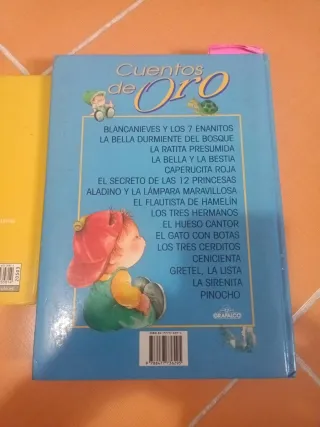 Cuentos
de Oro
BLANCANIEVES Y LOS 7 ENANITOS
LA BELLA DURMIENTE DEL BOSQUE
LA RATITA PRESUMIDA
LA BELLA Y LA BESTIA
CAPERUCITA ROJA
EL SECRETO DE LAS 12 PRINCESAS
ALADINO Y LA LÁMPARA MARAVILLOSA
EL FLAUTISTA DE HAMELÍN
LOS TRES HERMANOS
EL HUESO CANTOR
EL GATO CON BOTAS
LOS TRES CERDITOS
CENICIENTA
GRETEL, LA LISTA
LA SIRENITA
PINOCHO
GRAFALCO